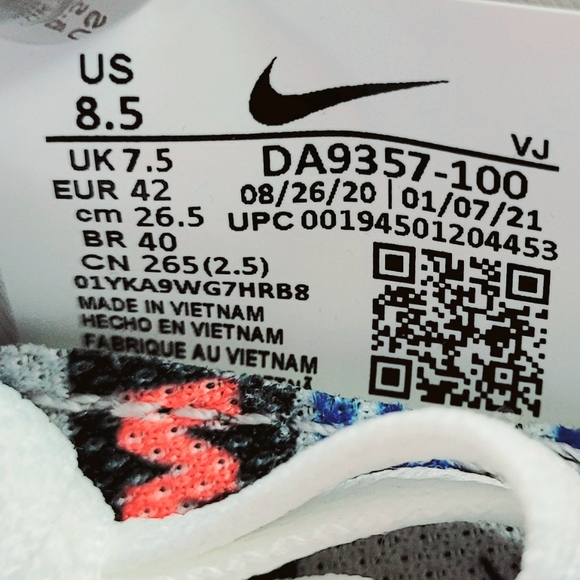 US
8.5
VJ
UK 7.5
DA9357-100
EUR 42
08/26/20 | 01/07/21
cm 26.5
UPC 00194501204453
BR 40
CN 265(2.5)
01YKA9WG7HRB8
MADE IN VIETNAM
HECHO EN VIETNAM
FABRIQUE AU VIETNAM